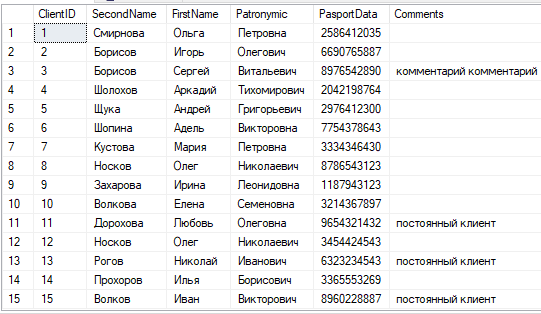 ClientID SecondName FirstName Patronymic PasportData Comments
1 1 Смирнова Ольга Петровна 2586412035
2 2 Борисов Игорь Олегович 6690765887
3 3 Борисов Сергей Витальевич 8976542890 комментарий комментарий
4 4 Шолохов Аркадий Тихомирович 2042198764
5 5 Щука Андрей Григорьевич 2976412300
6 6 Шопина Адель Викторовна 7754378643
7 7 Кустова Мария Петровна 3334346430
8 8 Носков Олег Николаевич 8786543123
9 9 Захарова Ирина Леонидовна 1187943123
10 10 Волкова Елена Семеновна 3214367897
11 11 Дорохова Любовь Олеговна 9654321432 постоянный клиент
12 12 Носков Олег Николаевич 3454424543
13 13 Рогов Николай Иванович 6323234543 постоянный клиент
14 14 Прохоров Илья Борисович 3365553269
15 15 Волков Иван Викторович 8960228887 постоянный клиент